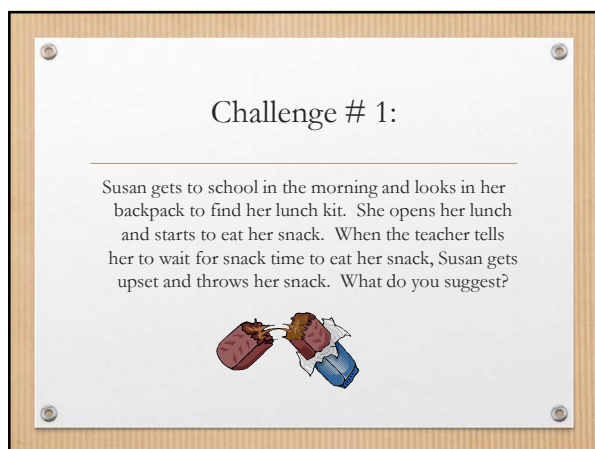 Challenge # 1:
Susan gets to school in the morning and looks in her
backpack to find her lunch kit.  She opens her lunch
and starts to eat her snack.  When the teacher tells
her to wait for snack time to eat her snack, Susan gets
upset and throws her snack.  What do you suggest?